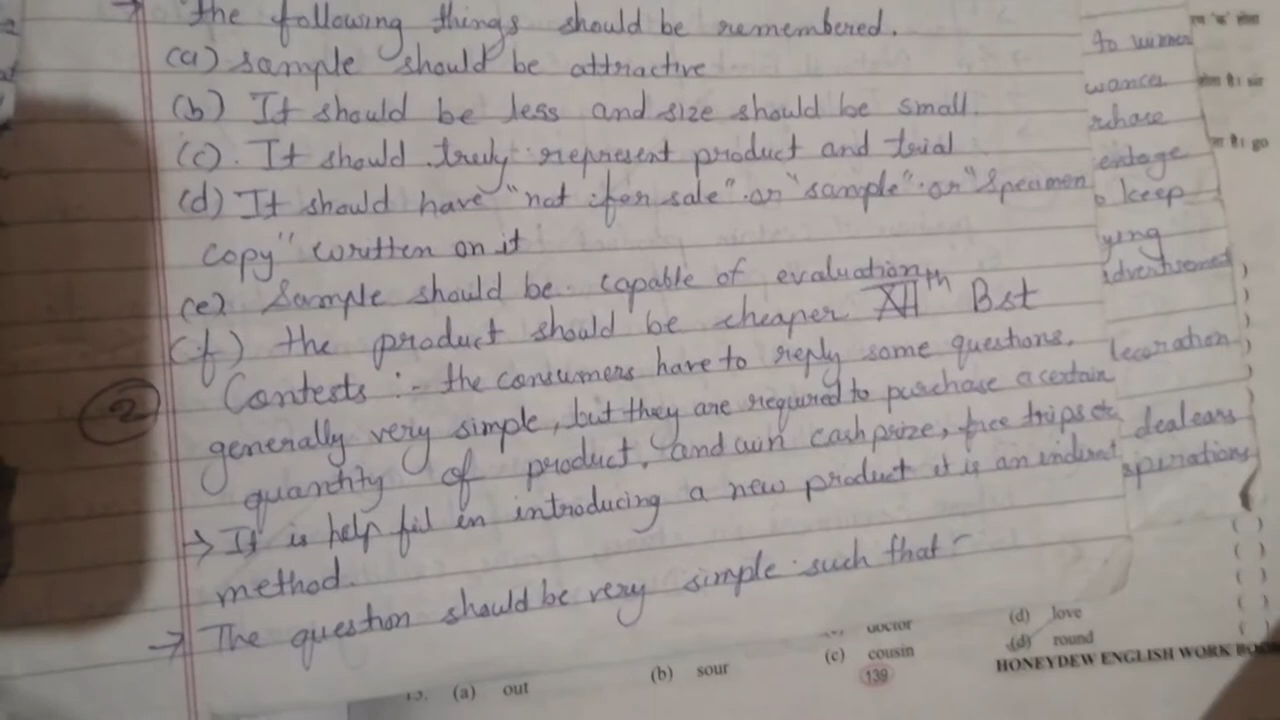 the following things should be remembered.
(a) sample should be attractive
(b) It should be less and size should be small.
(c). It should truly represent product and trial
(d) It should have "not for sale" or "sample" or "specimen
copy" written on it
(e) Sample should be capable of evaluation
(f) the product should be cheaper XIIth Bst
(2) Contests :- the consumers have to reply some questions.
generally very simple, but they are required to purchase a certain
quantity of product, and win cash prize, free trips etc
→ It is help ful in introducing a new product it is an indirect
method.
→ The question should be very simple such that
to winner
wances
rchase
entage
keep
ying
advertisement
decoration
dealears
spirations
doctor
(d) love
(c) cousin
(d) round
(a) out
(b) sour
139
HONEYDEW ENGLISH WORK BOOK